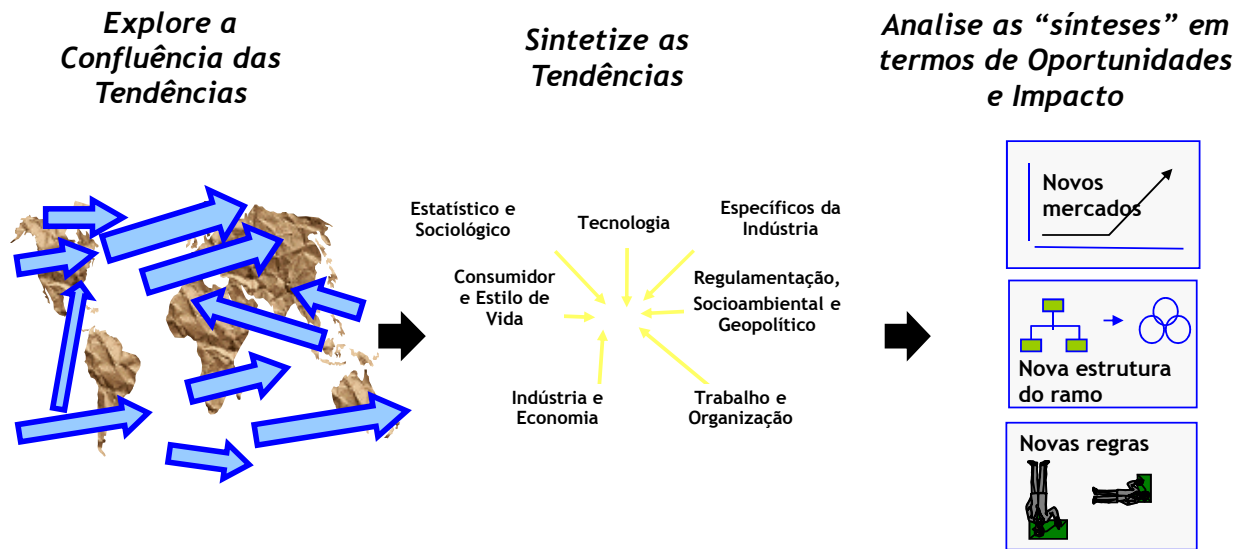 Explore a
Confluência das
Tendências
Sintetize as
Tendências
Analise as “sínteses” em
termos de Oportunidades
e Impacto
Estatístico e
Sociológico
Tecnologia
Específicos da
Indústria
Consumidor
e Estilo de
Vida
Regulamentação,
Socioambiental e
Geopolítico
Indústria e
Economia
Trabalho e
Organização
Novos
mercados
Nova estrutura
do ramo
Novas regras